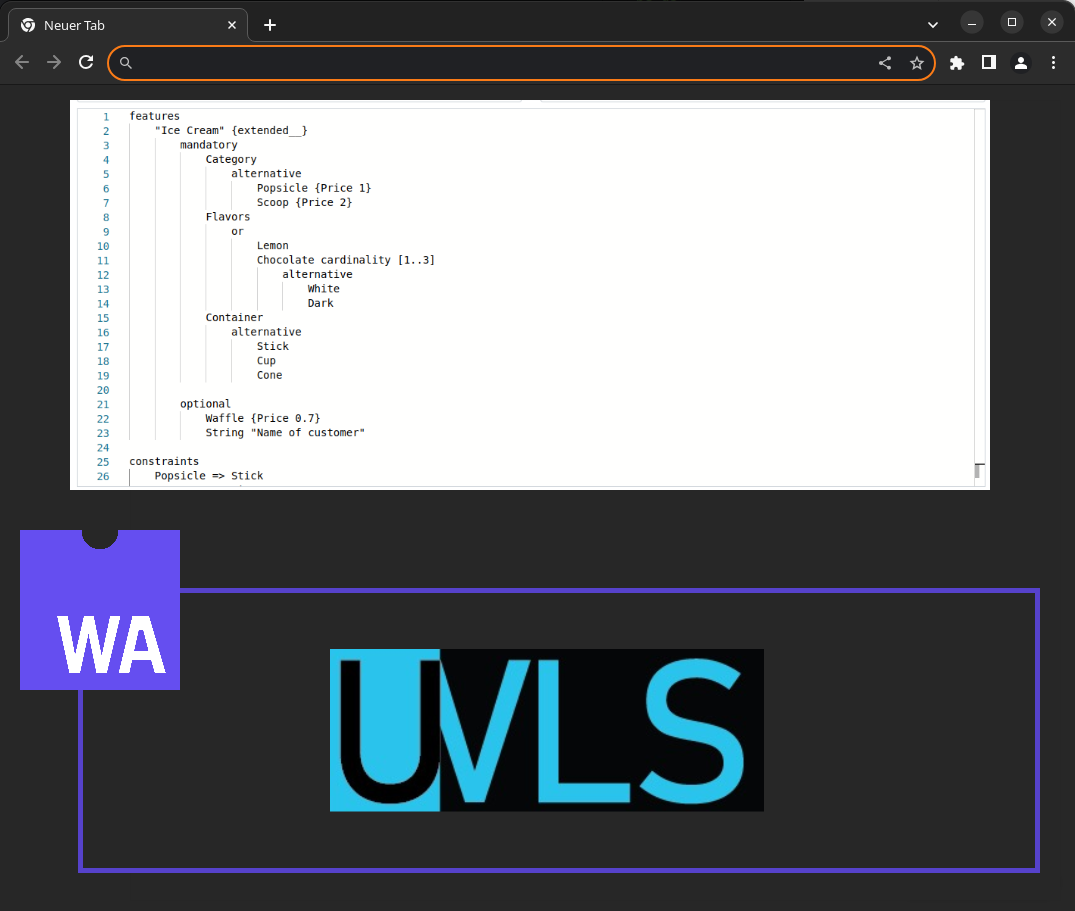 Neuer Tab
1 features
2 "Ice Cream" {extended__}
3 mandatory
4 Category
5 alternative
6 Popsicle {Price 1}
7 Scoop {Price 2}
8 Flavors
9 or
10 Lemon
11 Chocolate cardinality [1..3]
12 alternative
13 White
14 Dark
15 Container
16 alternative
17 Stick
18 Cup
19 Cone
20
21 optional
22 Waffle {Price 0.7}
23 String "Name of customer"
24
25 constraints
26 Popsicle => Stick
WA
UVLS